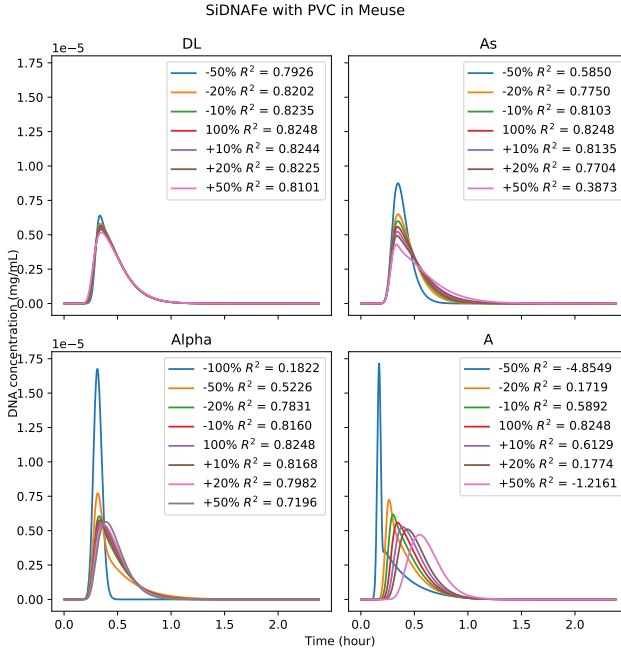 SiDNAFe with PVC in Meuse
DL
1e−5
-50% R² = 0.7926
-20% R² = 0.8202
-10% R² = 0.8235
100% R² = 0.8248
+10% R² = 0.8244
+20% R² = 0.8225
+50% R² = 0.8101
1.75
1.50
1.25
1.00
0.75
0.50
0.25
0.00
As
-50% R² = 0.5850
-20% R² = 0.7750
-10% R² = 0.8103
100% R² = 0.8248
+10% R² = 0.8135
+20% R² = 0.7704
+50% R² = 0.3873
DNA concentration (mg/mL)
Alpha
1e−5
-100% R² = 0.1822
-50% R² = 0.5226
-20% R² = 0.7831
-10% R² = 0.8160
100% R² = 0.8248
+10% R² = 0.8168
+20% R² = 0.7982
+50% R² = 0.7196
1.75
1.50
1.25
1.00
0.75
0.50
0.25
0.00
0.0 0.5 1.0 1.5 2.0
A
-50% R² = -4.8549
-20% R² = 0.1719
-10% R² = 0.5892
100% R² = 0.8248
+10% R² = 0.6129
+20% R² = 0.1774
+50% R² = -1.2161
0.0 0.5 1.0 1.5 2.0
Time (hour)